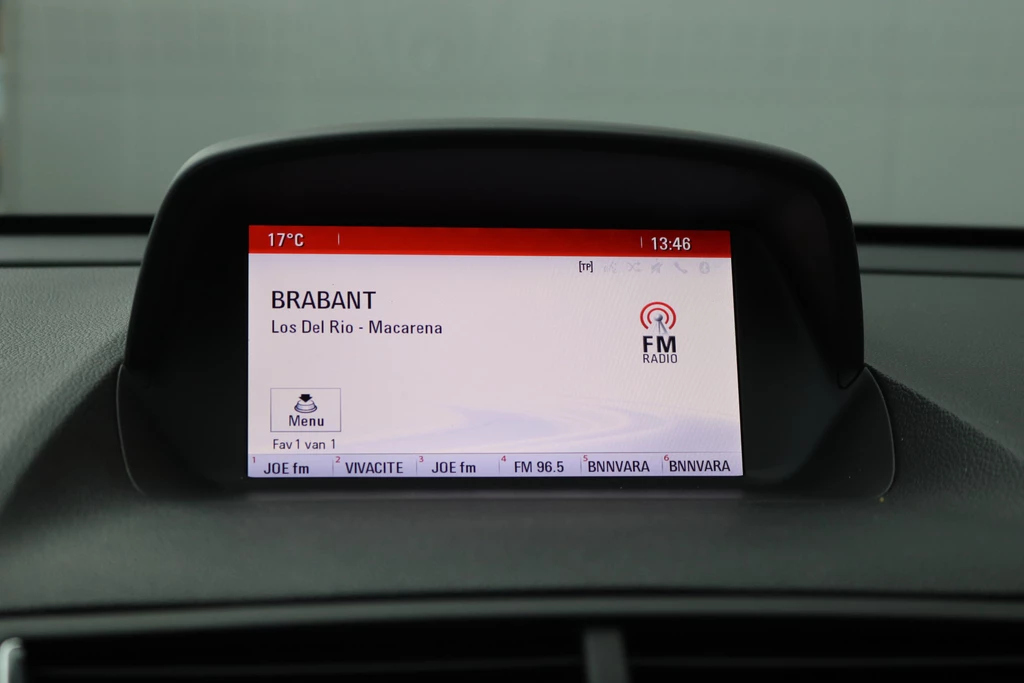 17°C 13:46
[TP]
BRABANT
Los Del Rio - Macarena
FM
RADIO
Menu
Fav 1 van 1
1 JOE fm 2 VIVACITE 3 JOE fm 4 FM 96.5 5 BNNVARA 6 BNNVARA